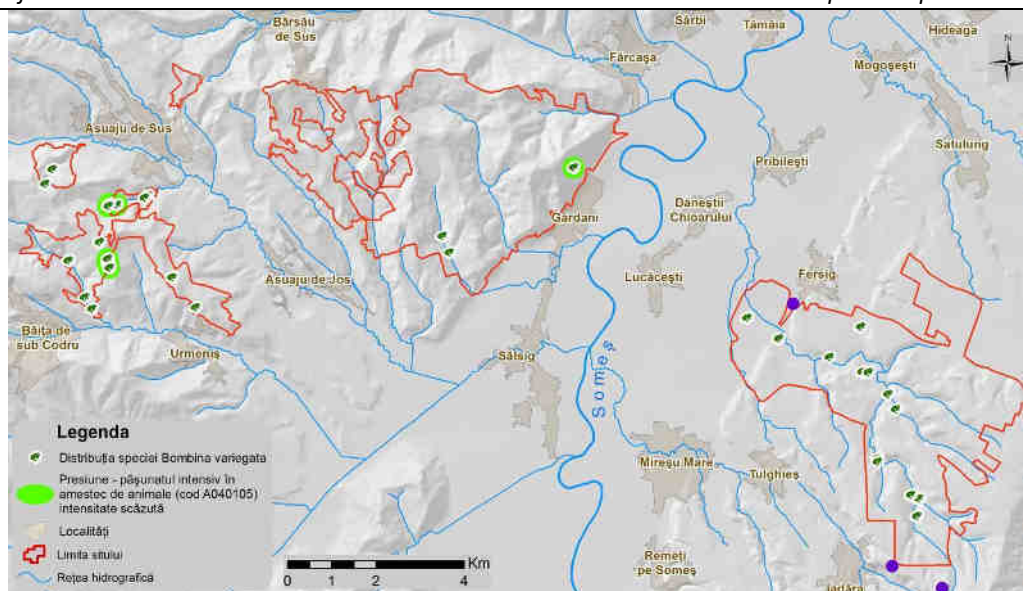 Bârsău
de Sus
Sârbi
Tămaia
Hideaga
Fărcaşa
Mogoşeşti
N
Asuaju de Sus
Satulung
Pribileşti
Gârdani
Dăneştii
Chioarului
Asuaju de Jos
Lucăceşti
Fersig
Băiţa de
sub Codru
Urmeniş
Sălsig
Someş
Mireşu Mare
Tulghieş
Remeţi
pe Someş
Iadăra
Legenda
Distribuţia speciei Bombina variegata
Presiune - păşunatul intensiv în
amestec de animale (cod A040105)
intensitate scăzută
Localităţi
Limita sitului
Reţea hidrografică
Km
0 1 2 4